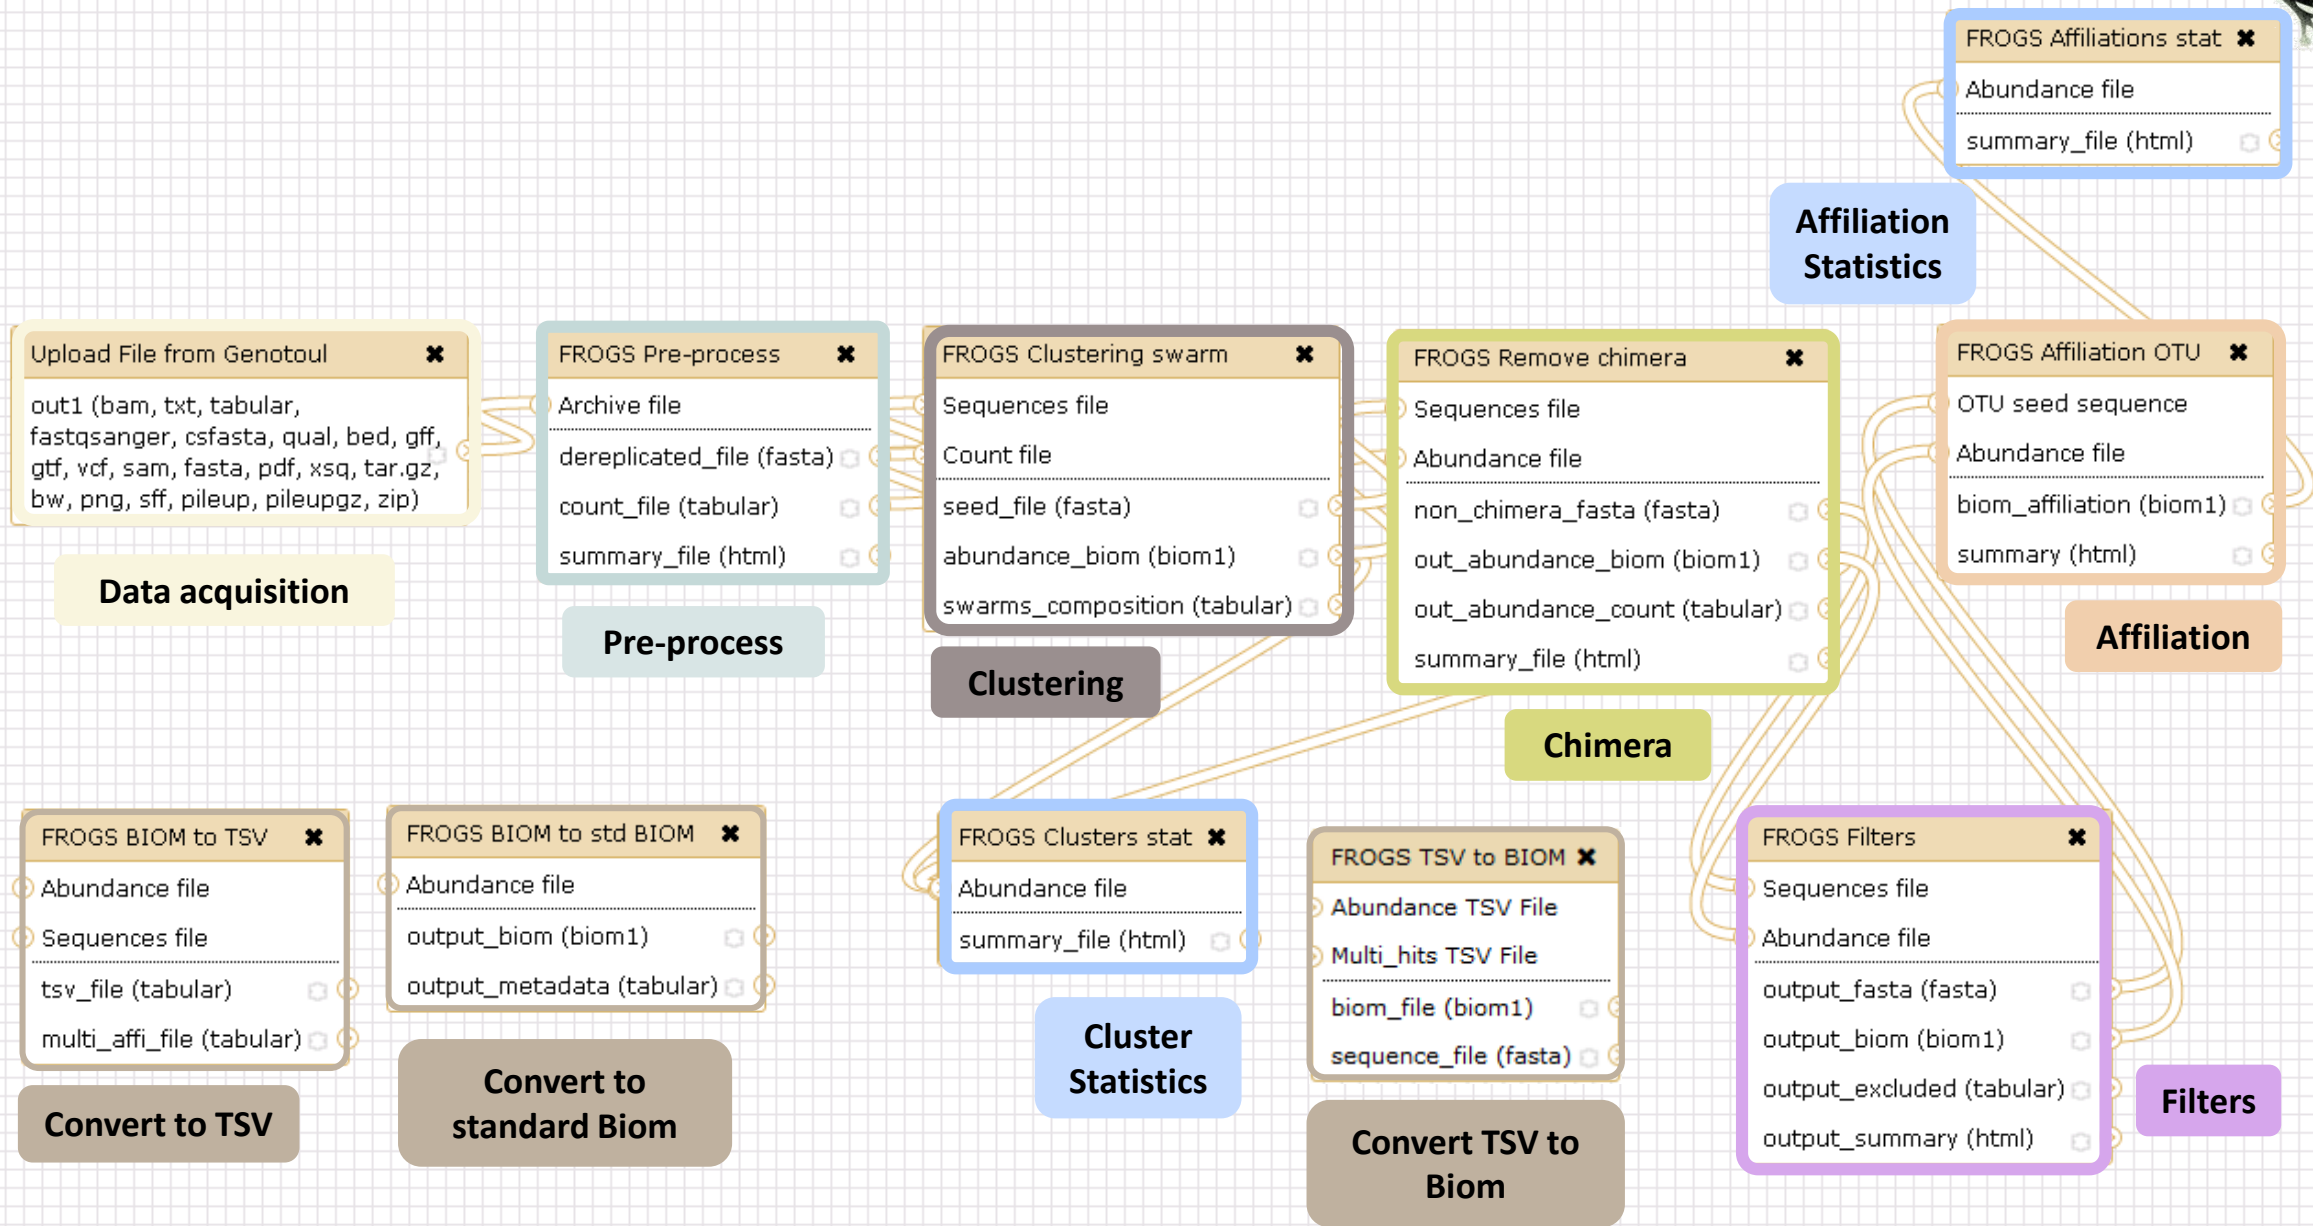 FROGS Affiliations stat ✖
Abundance file
summary_file (html)
Affiliation
Statistics
Upload File from Genotoul ✖
out1 (bam, txt, tabular,
fastqsanger, csfasta, qual, bed, gff,
gtf, vcf, sam, fasta, pdf, xsq, tar.gz,
bw, png, sff, pileup, pileupgz, zip)
Data acquisition
FROGS Pre-process ✖
Archive file
dereplicated_file (fasta)
count_file (tabular)
summary_file (html)
Pre-process
FROGS Clustering swarm ✖
Sequences file
Count file
seed_file (fasta)
abundance_biom (biom1)
swarms_composition (tabular)
Clustering
FROGS Remove chimera ✖
Sequences file
Abundance file
non_chimera_fasta (fasta)
out_abundance_biom (biom1)
out_abundance_count (tabular)
summary_file (html)
Chimera
FROGS Affiliation OTU ✖
OTU seed sequence
Abundance file
biom_affiliation (biom1)
summary (html)
Affiliation
FROGS BIOM to TSV ✖
Abundance file
Sequences file
tsv_file (tabular)
multi_affi_file (tabular)
Convert to TSV
FROGS BIOM to std BIOM ✖
Abundance file
output_biom (biom1)
output_metadata (tabular)
Convert to
standard Biom
FROGS Clusters stat ✖
Abundance file
summary_file (html)
Cluster
Statistics
FROGS TSV to BIOM ✖
Abundance TSV File
Multi_hits TSV File
biom_file (biom1)
sequence_file (fasta)
Convert TSV to
Biom
FROGS Filters ✖
Sequences file
Abundance file
output_fasta (fasta)
output_biom (biom1)
output_excluded (tabular)
output_summary (html)
Filters